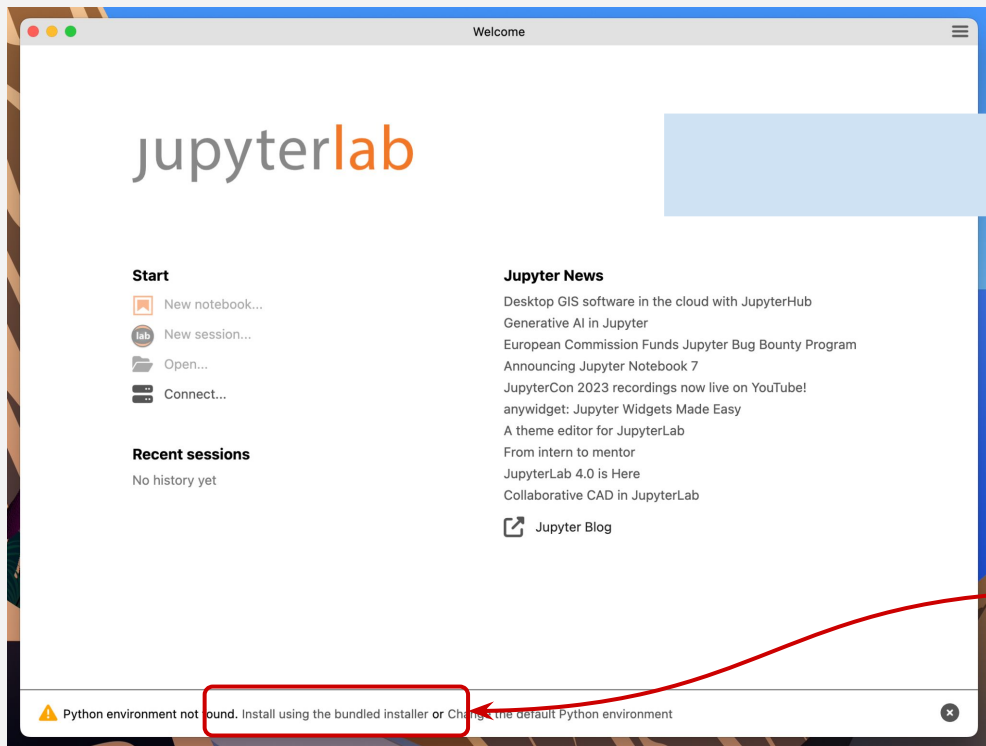 Welcome
jupyterlab
Start
New notebook...
lab New session...
Open...
Connect...
Recent sessions
No history yet
Jupyter News
Desktop GIS software in the cloud with JupyterHub
Generative AI in Jupyter
European Commission Funds Jupyter Bug Bounty Program
Announcing Jupyter Notebook 7
JupyterCon 2023 recordings now live on YouTube!
anywidget: Jupyter Widgets Made Easy
A theme editor for JupyterLab
From intern to mentor
JupyterLab 4.0 is Here
Collaborative CAD in JupyterLab
Jupyter Blog
Python environment not found. Install using the bundled installer or Change the default Python environment